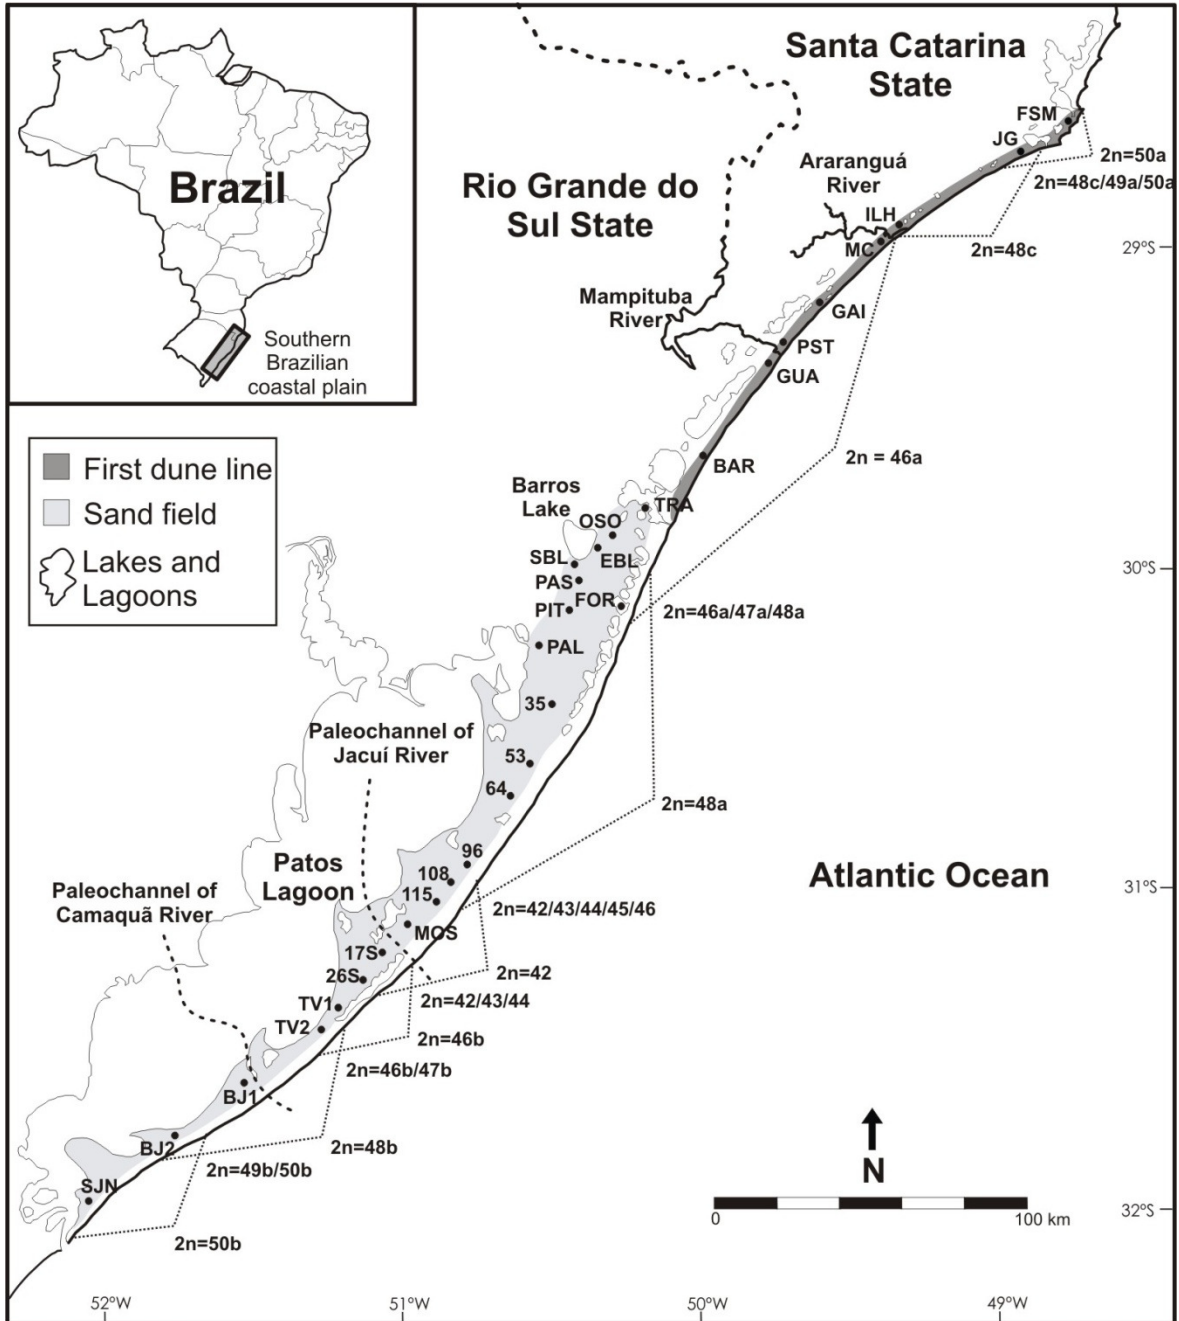 Brazil
Southern
Brazilian
coastal plain
First dune line
Sand field
Lakes and
Lagoons
Santa Catarina
State
Rio Grande do
Sul State
FSM
JG
2n=50a
2n=48c/49a/50a
Araranguá
River
ILH
MC
2n=48c
29°S
Mampituba
River
GAI
PST
GUA
2n = 46a
BAR
Barros
Lake
TRA
OSO
EBL
SBL
PAS
FOR
PIT
PAL
30°S
2n=46a/47a/48a
35
Paleochannel of
Jacuí River
53
64
2n=48a
96
108
115
MOS
Patos
Lagoon
Atlantic Ocean
31°S
Paleochannel of
Camaquã River
2n=42/43/44/45/46
17S
26S
2n=42
TV1
2n=42/43/44
TV2
2n=46b
2n=46b/47b
BJ1
BJ2
2n=48b
2n=49b/50b
SJN
2n=50b
N
0
100 km
32°S
52°W
51°W
50°W
49°W